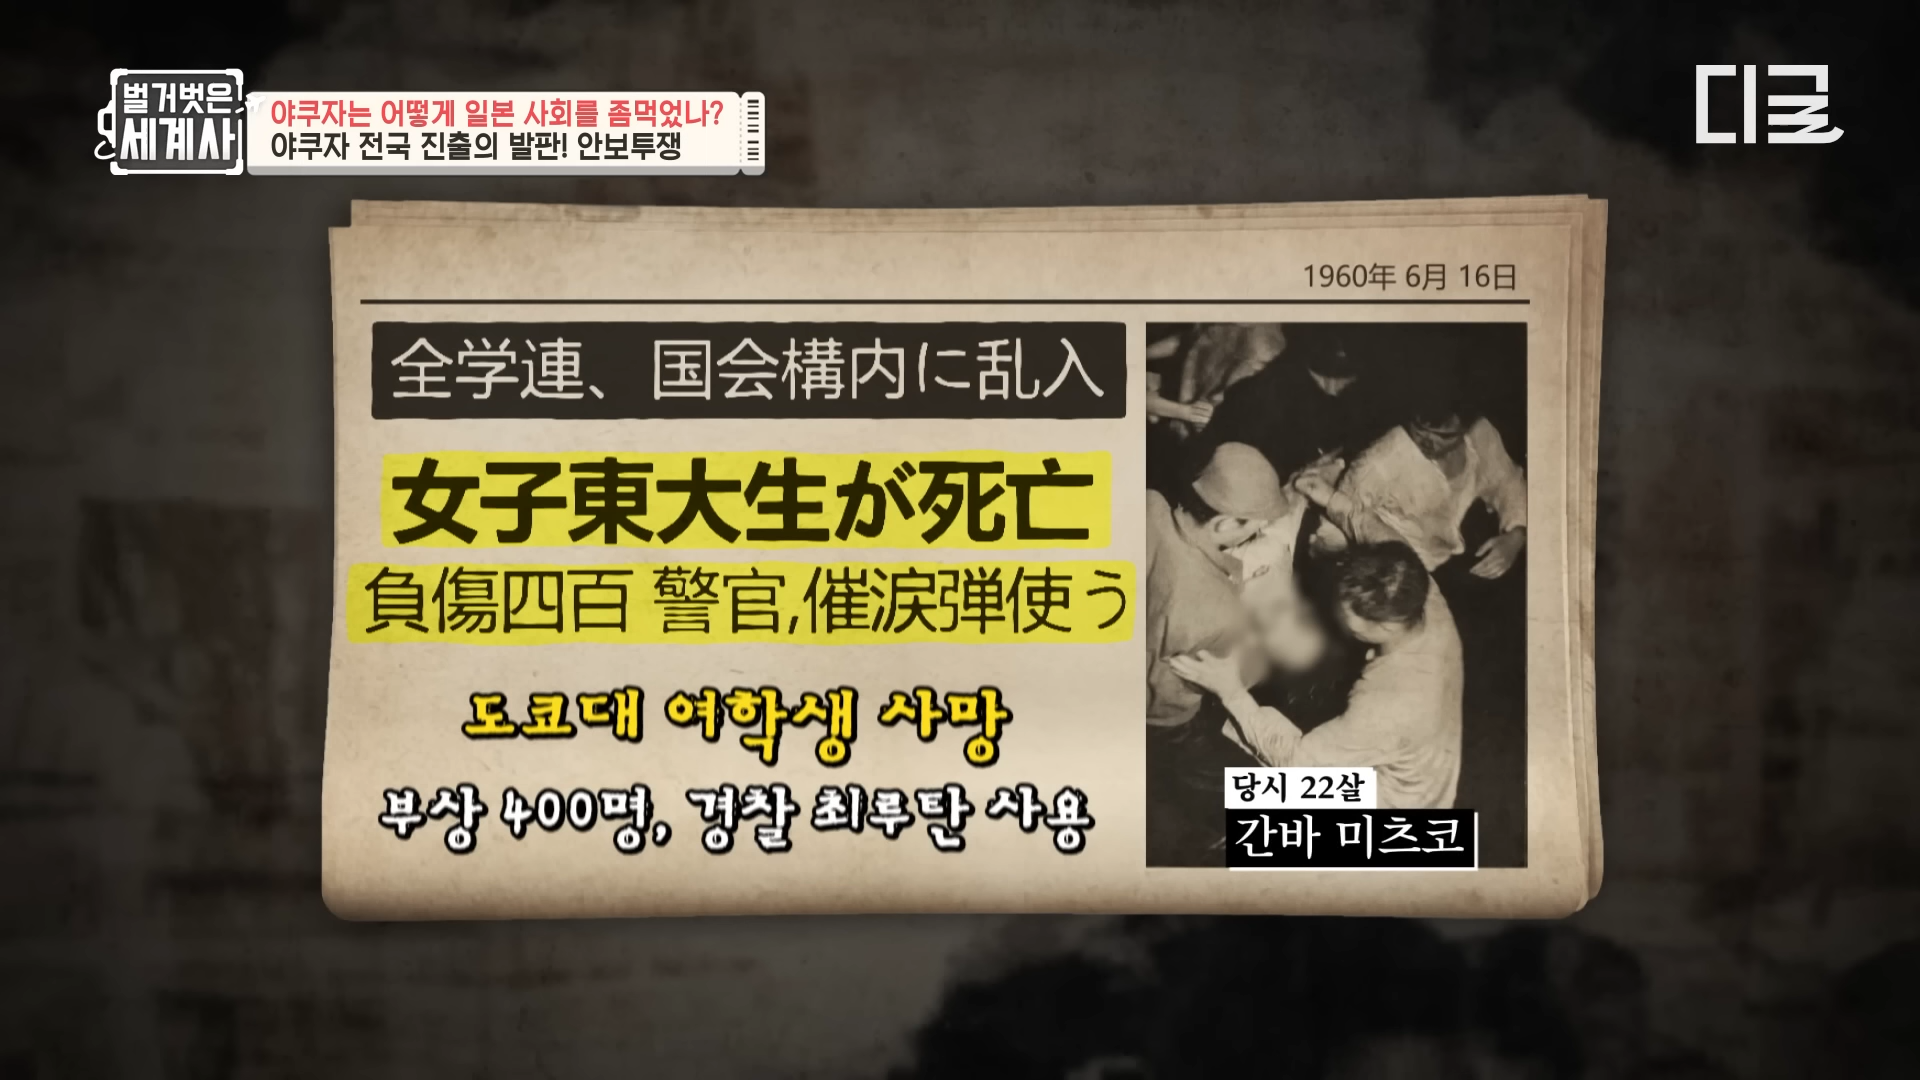 벌거벗은
세계사
야쿠자는 어떻게 일본 사회를 좀먹었나?
야쿠자 전국 진출의 발판! 안보투쟁
디글
1960年 6月 16日
全学連、国会構内に乱入
女子東大生が死亡
負傷四百 警官,催涙弾使う
도쿄대 여학생 사망
부상 400명, 경찰 최루탄 사용
당시 22살
간바 미츠코